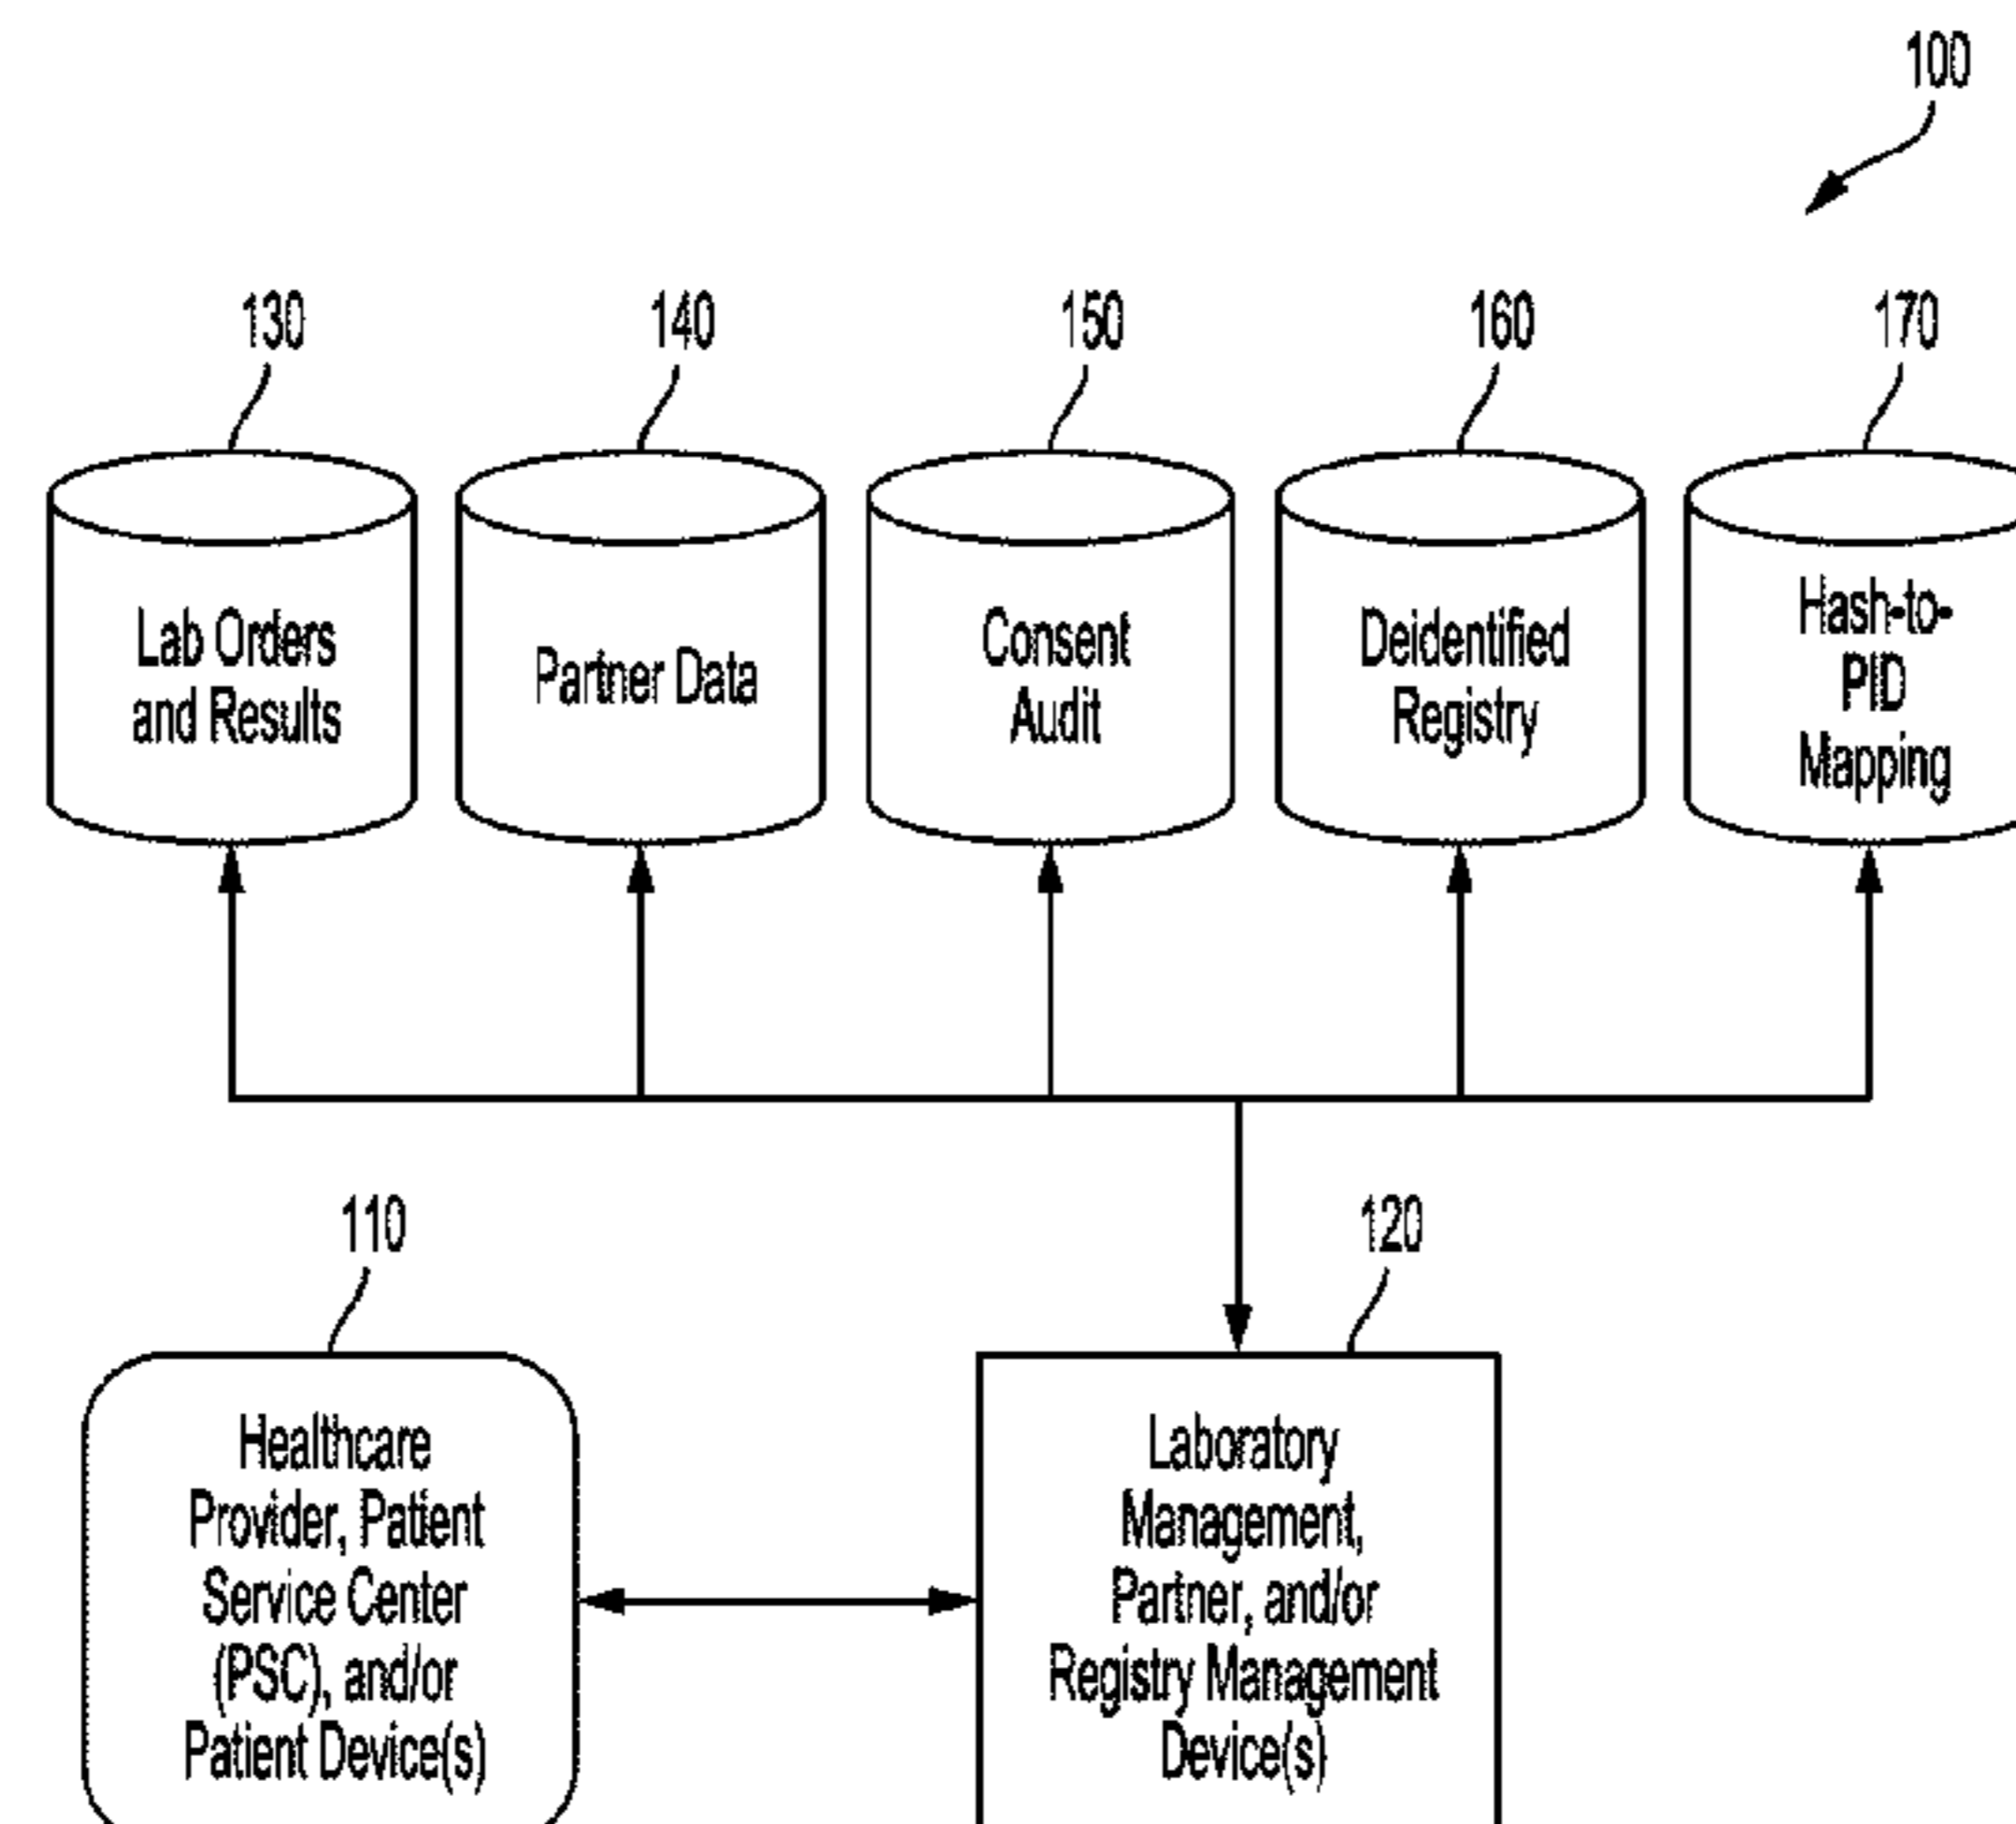 100
130
140
150
160
170
Lab Orders
and Results
Partner Data
Consent
Audit
Deidentified
Registry
Hash-to-
PID
Mapping
110
120
Healthcare
Provider, Patient
Service Center
(PSC), and/or
Patient Device(s)
Laboratory
Management,
Partner, and/or
Registry Management
Device(s)